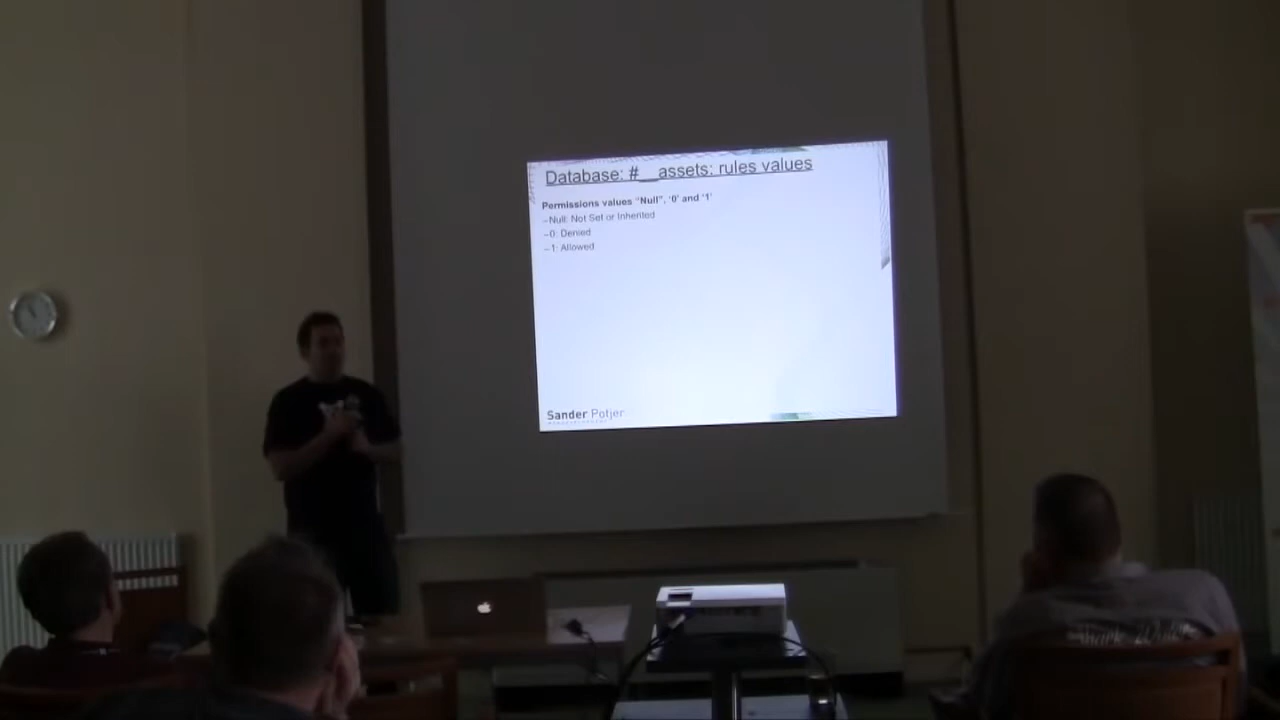 Database: #__assets: rules values
Permissions values "Null", '0' and '1'
–Null: Not Set or Inherited
–0: Denied
–1: Allowed
Sander Potjer